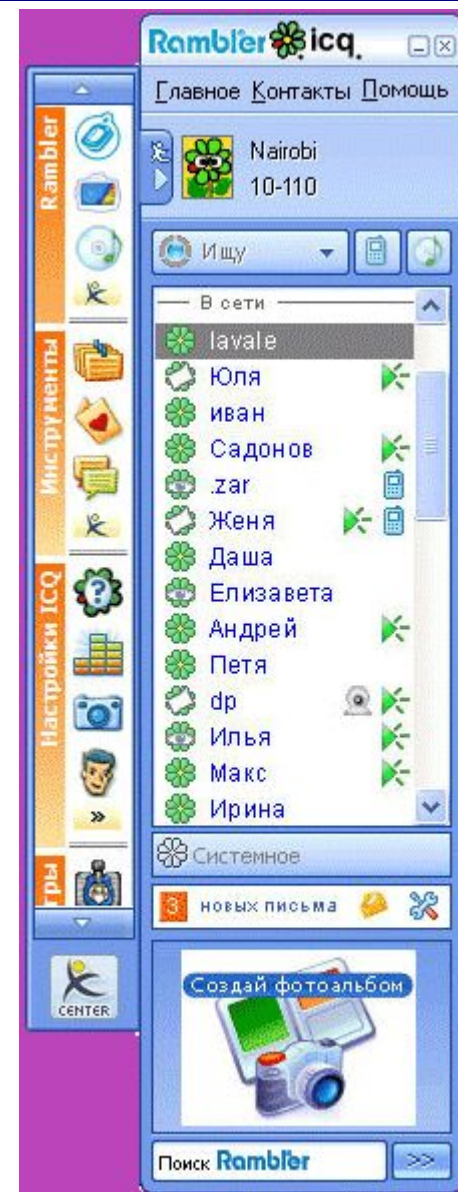 Rambler icq
Главное Контакты Помощь
Nairobi
10-110
Ищу
В сети
lavale
Юля
иван
Садонов
.zar
Женя
Даша
Елизавета
Андрей
Петя
dp
Илья
Макс
Ирина
Системное
3 новых письма
Создай фотоальбом
Поиск Rambler >>
Rambler
Инструменты
Настройки ICQ
»
гры
CENTER